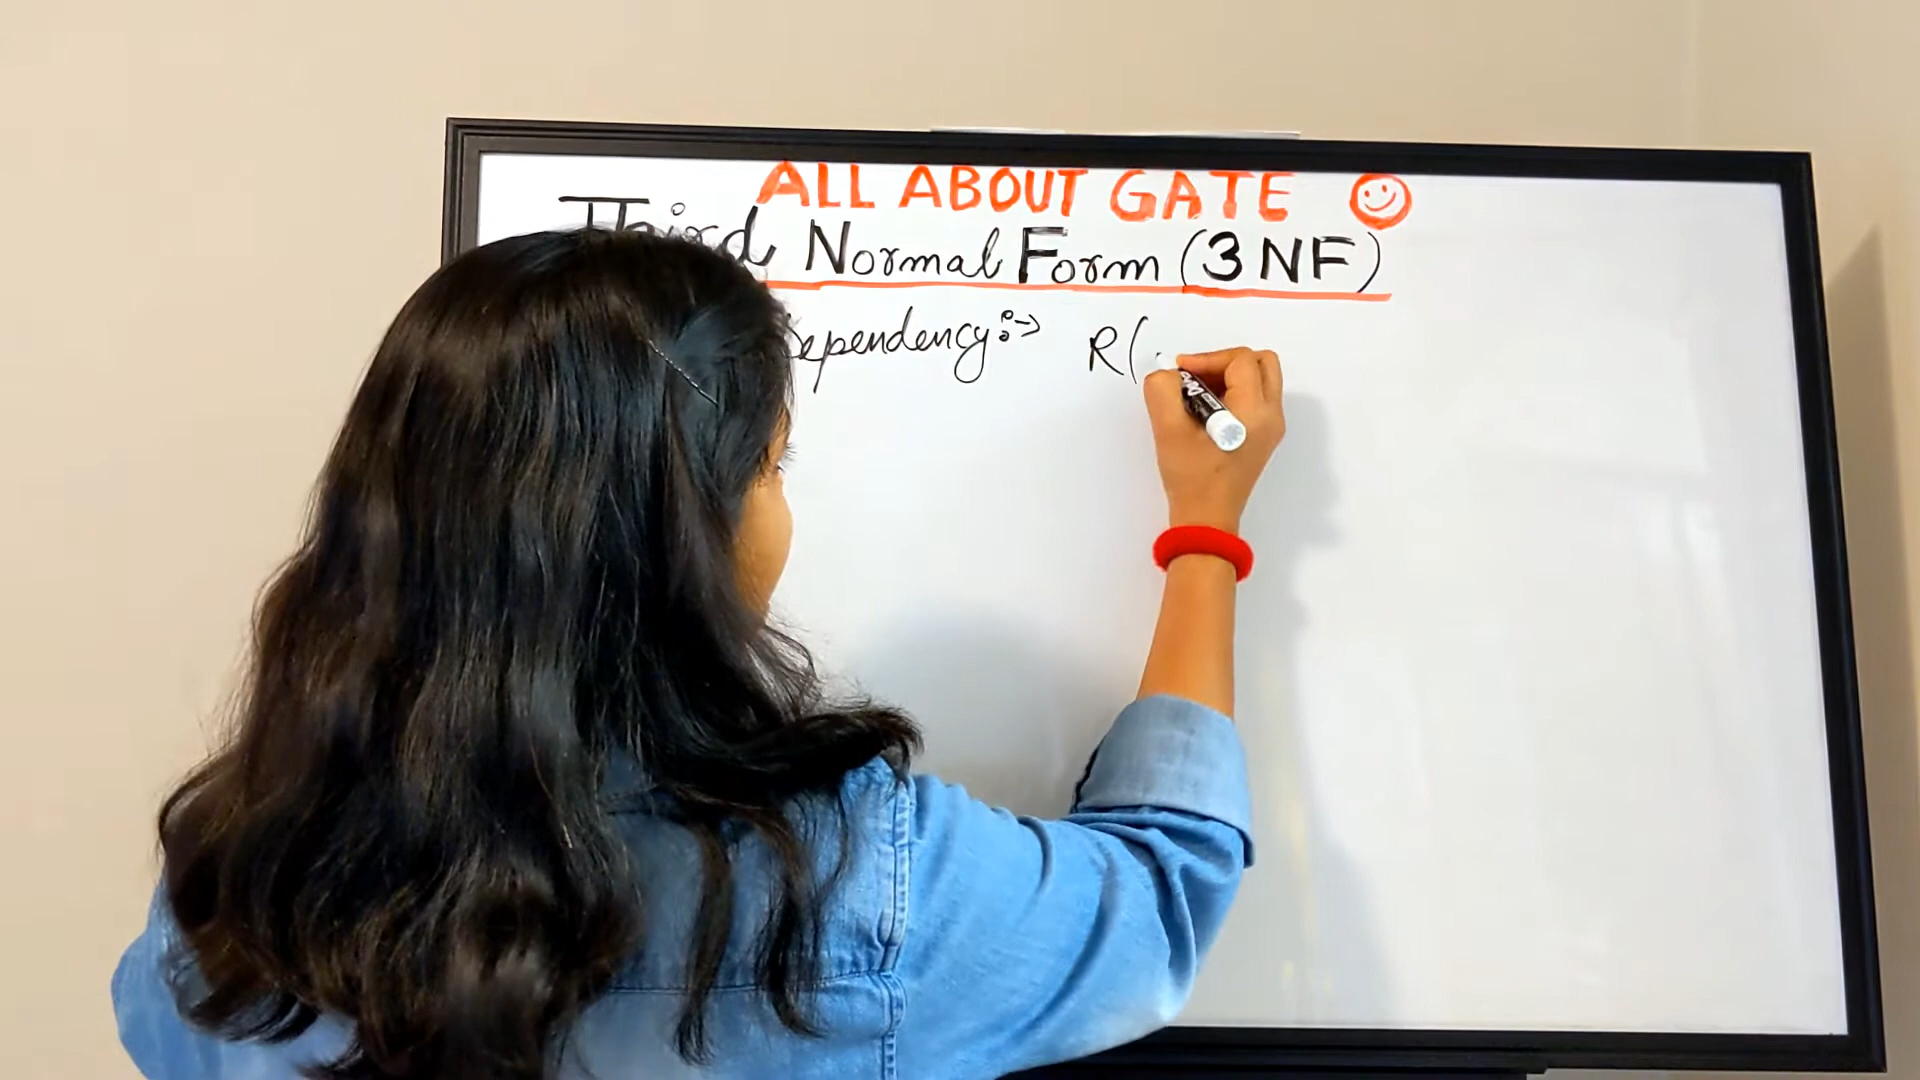 ALL ABOUT GATE
Third Normal Form (3NF)
Dependency:-> R(